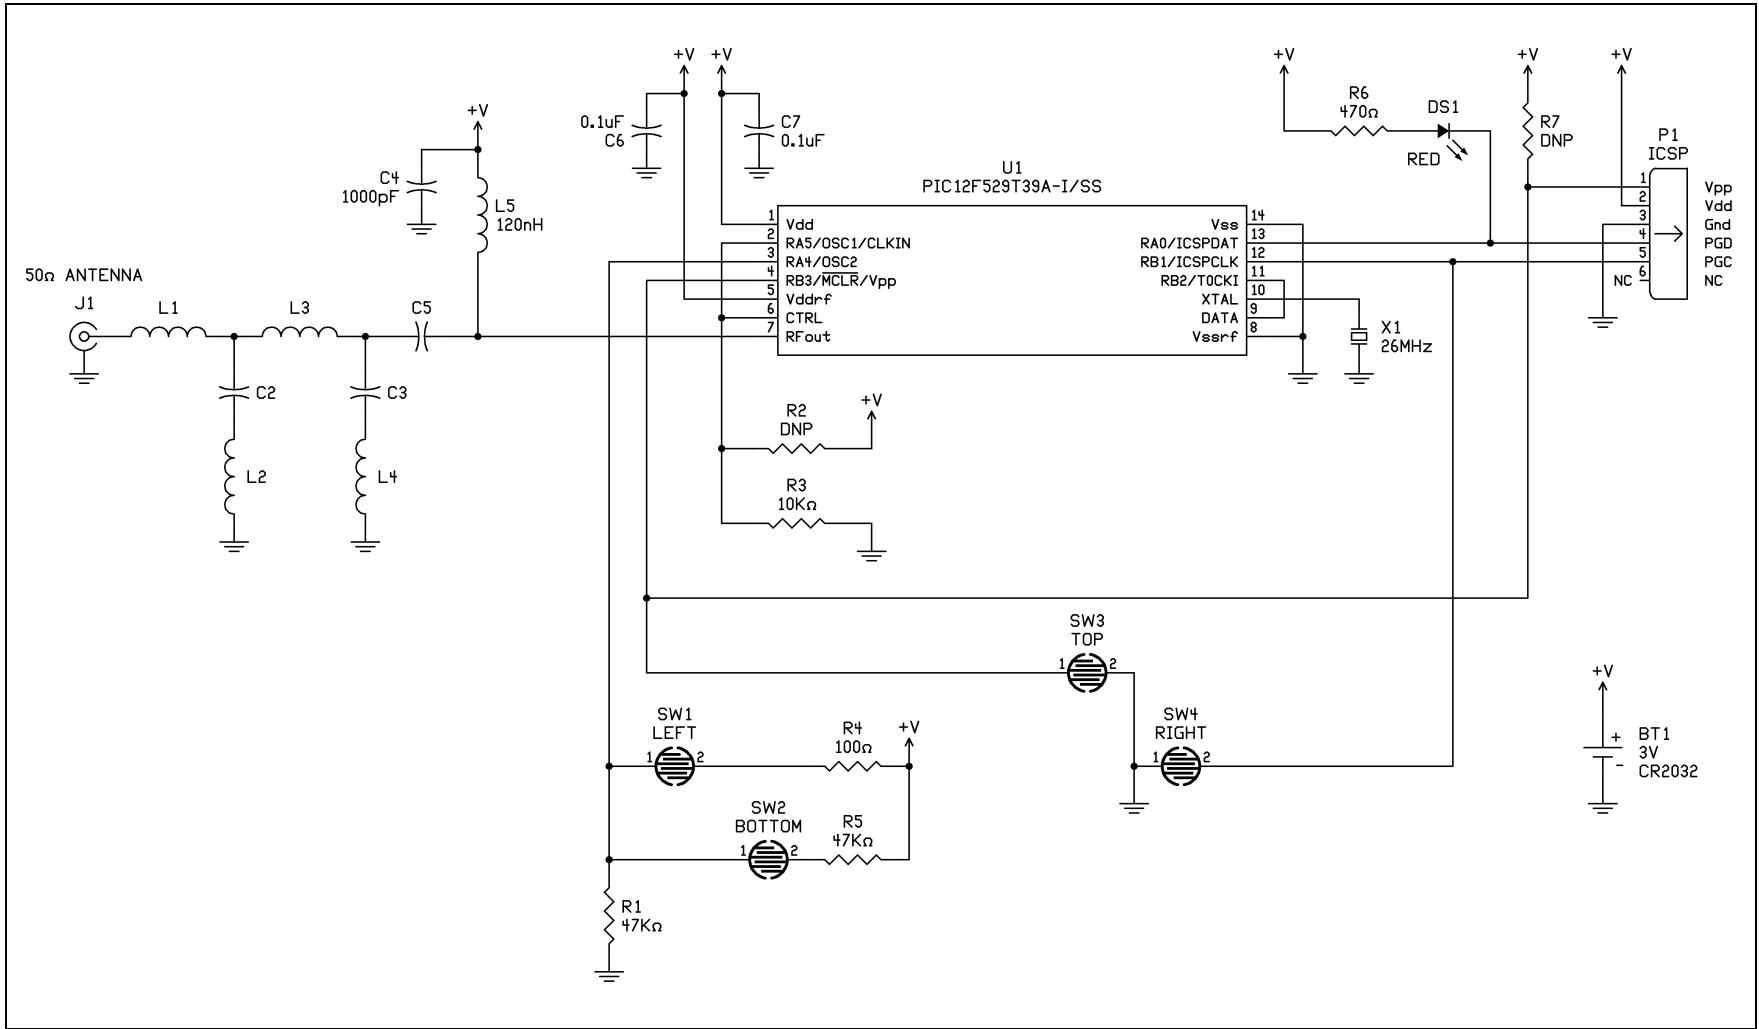 +V
+V
+V
+V
+V
+V
C4
1000pF
L5
120nH
0.1uF
C6
C7
0.1uF
R6
470Ω
DS1
RED
R7
DNP
P1
ICSP
U1
PIC12F529T39A-I/SS
1
2
3
4
5
6
7
Vdd
RA5/OSC1/CLKIN
RA4/OSC2
RB3/MCLR/Vpp
Vddrf
CTRL
RFout
Vss
RA0/ICSPDAT
RB1/ICSPCLK
RB2/T0CKI
XTAL
DATA
Vssrf
14
13
12
11
10
9
8
1
2
3
4
5
6
NC
Vpp
Vdd
Gnd
PGD
PGC
NC
50Ω ANTENNA
J1
L1
L3
C5
X1
26MHz
C2
C3
L2
L4
R2
DNP
+V
R3
10KΩ
SW3
TOP
1
2
SW1
LEFT
1
2
R4
100Ω
+V
SW4
RIGHT
1
2
+V
+
-
BT1
3V
CR2032
SW2
BOTTOM
1
2
R5
47KΩ
R1
47KΩ